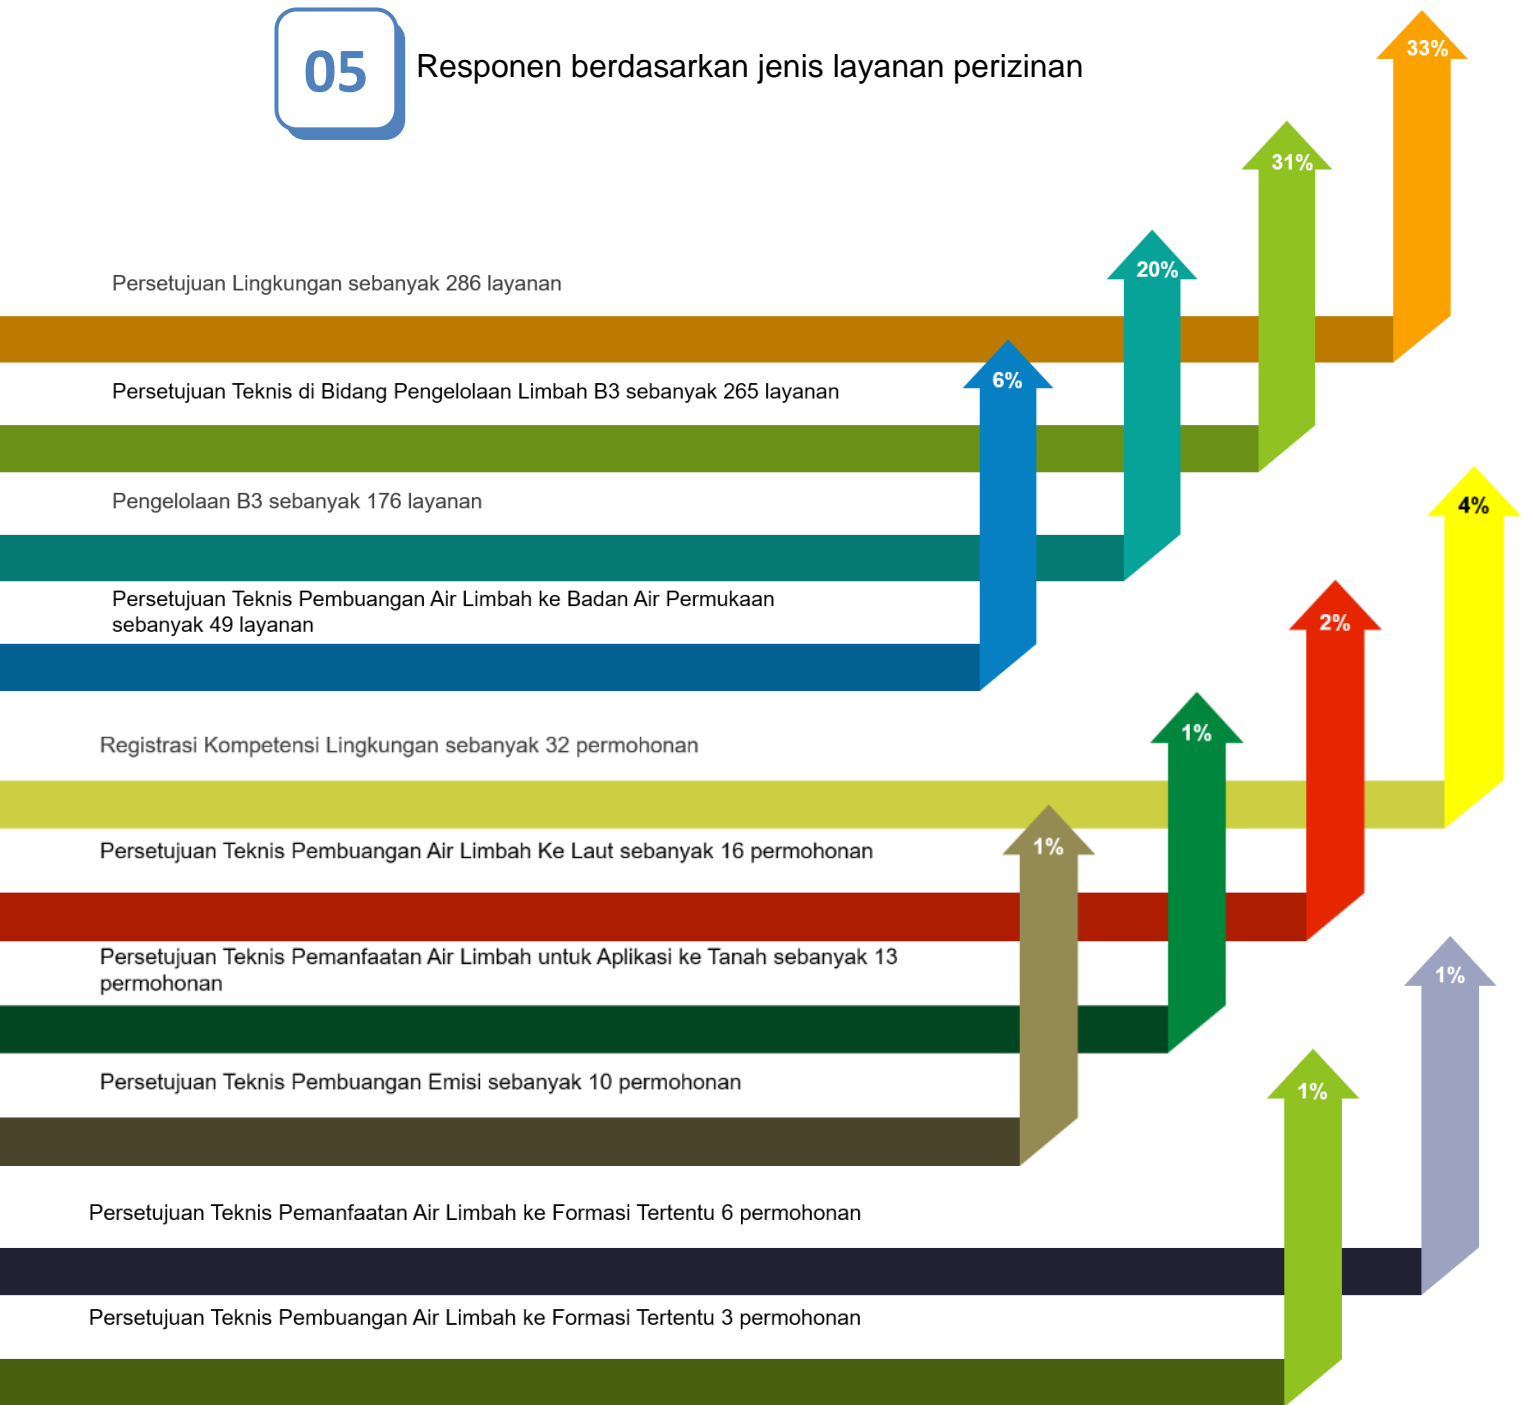 05
Responen berdasarkan jenis layanan perizinan
33%
31%
20%
Persetujuan Lingkungan sebanyak 286 layanan
6%
Persetujuan Teknis di Bidang Pengelolaan Limbah B3 sebanyak 265 layanan
Pengelolaan B3 sebanyak 176 layanan
4%
Persetujuan Teknis Pembuangan Air Limbah ke Badan Air Permukaan
sebanyak 49 layanan
2%
1%
Registrasi Kompetensi Lingkungan sebanyak 32 permohonan
1%
Persetujuan Teknis Pembuangan Air Limbah Ke Laut sebanyak 16 permohonan
Persetujuan Teknis Pemanfaatan Air Limbah untuk Aplikasi ke Tanah sebanyak 13
permohonan
1%
Persetujuan Teknis Pembuangan Emisi sebanyak 10 permohonan
1%
Persetujuan Teknis Pemanfaatan Air Limbah ke Formasi Tertentu 6 permohonan
Persetujuan Teknis Pembuangan Air Limbah ke Formasi Tertentu 3 permohonan